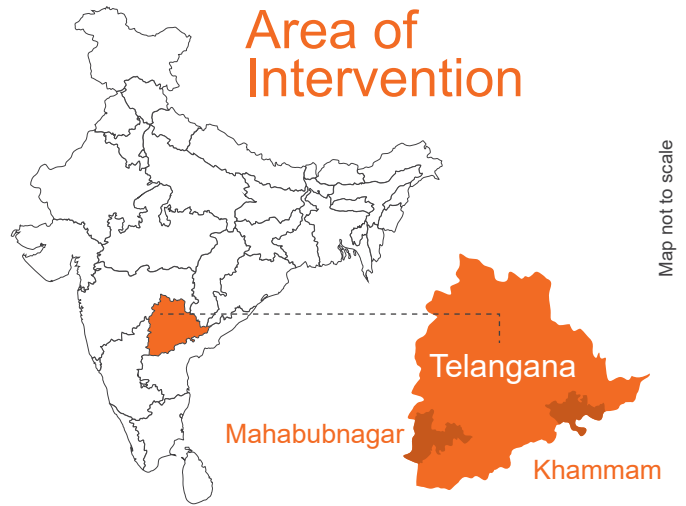 Area of
Intervention
Map not to scale
Telangana
Mahabubnagar
Khammam